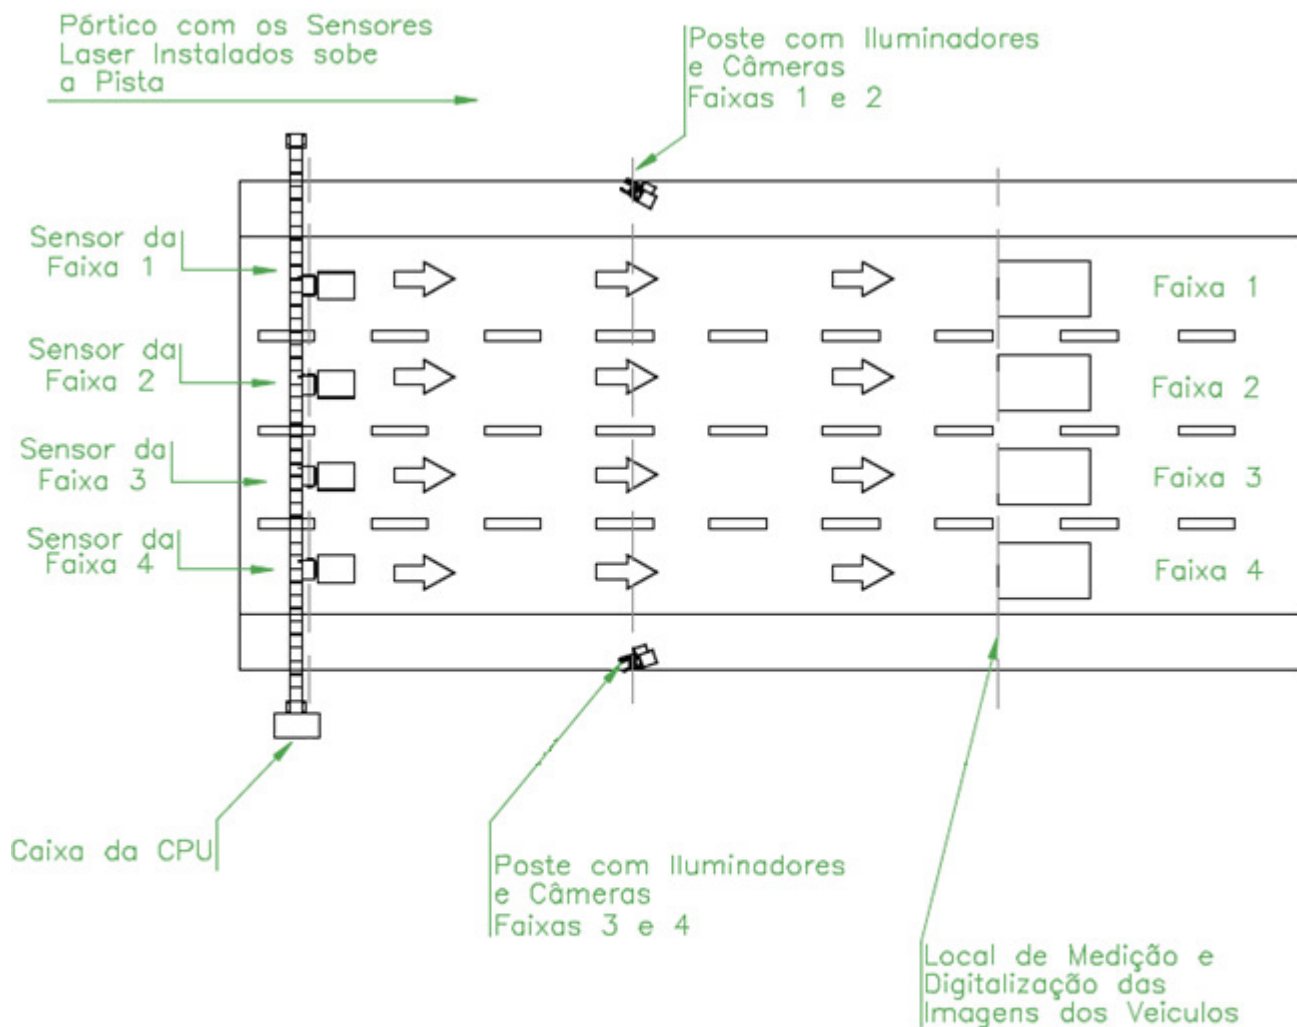 Pórtico com os Sensores
Laser Instalados sobe
a Pista
Poste com Iluminadores
e Câmeras
Faixas 1 e 2
Sensor da
Faixa 1
Faixa 1
Sensor da
Faixa 2
Faixa 2
Sensor da
Faixa 3
Faixa 3
Sensor da
Faixa 4
Faixa 4
Caixa da CPU
Poste com Iluminadores
e Câmeras
Faixas 3 e 4
Local de Medição e
Digitalização das
Imagens dos Veiculos